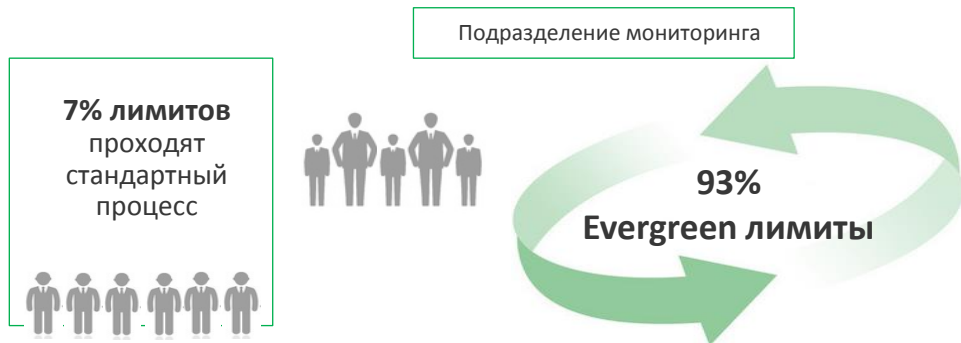 Подразделение мониторинга
7% лимитов
проходят
стандартный
процесс
93%
Evergreen лимиты